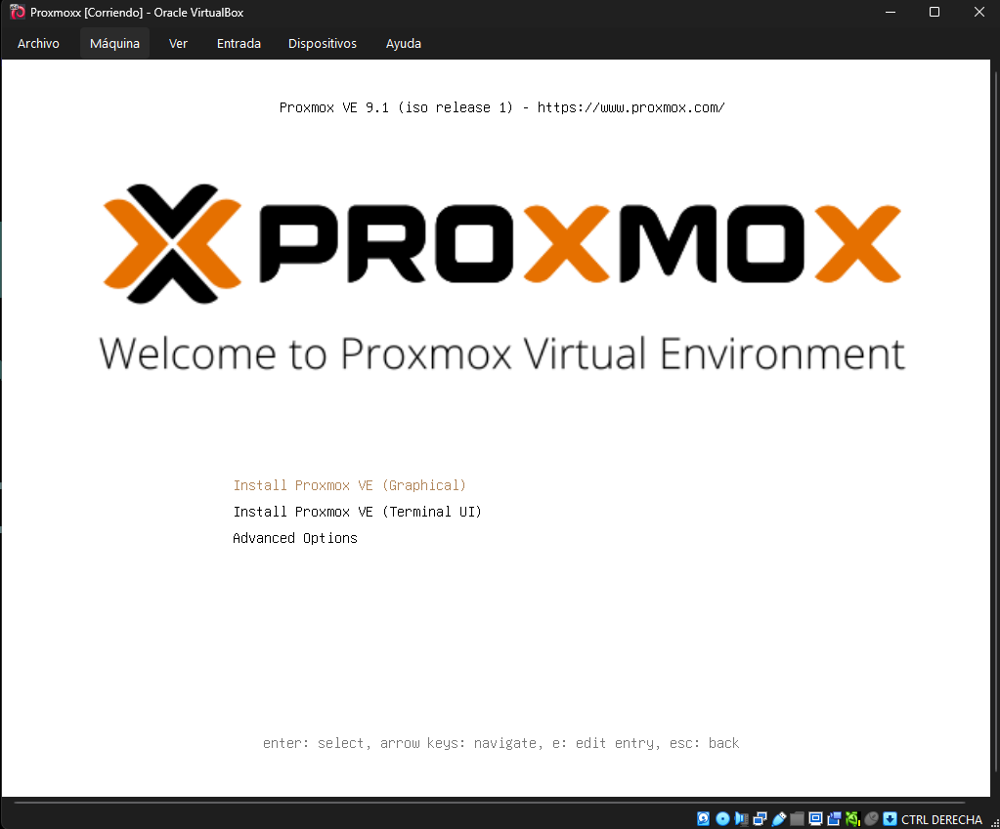 Proxmoxx [Corriendo] - Oracle VirtualBox
Archivo Máquina Ver Entrada Dispositivos Ayuda
Proxmox VE 9.1 (iso release 1) - https://www.proxmox.com/
PROXMOX
Welcome to Proxmox Virtual Environment
Install Proxmox VE (Graphical)
Install Proxmox VE (Terminal UI)
Advanced Options
enter: select, arrow keys: navigate, e: edit entry, esc: back
CTRL DERECHA